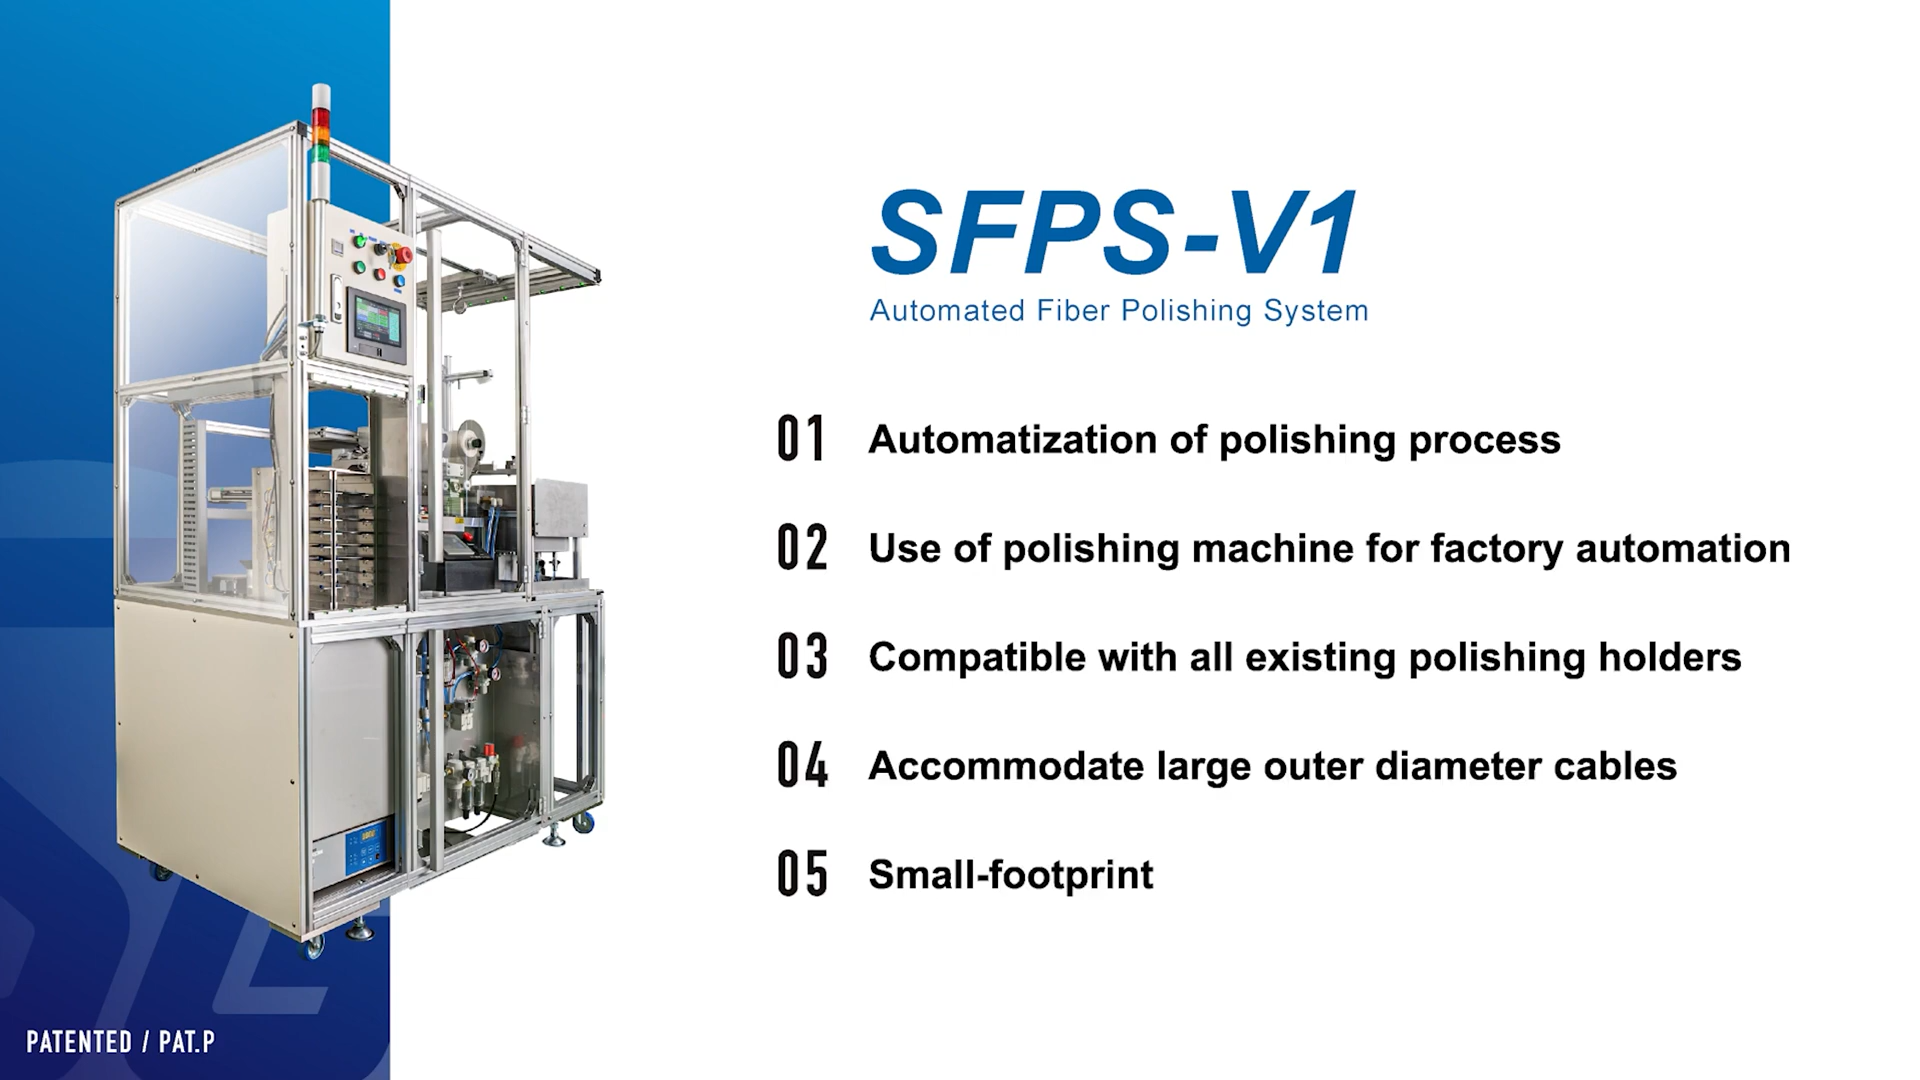 SFPS-V1
Automated Fiber Polishing System
01 Automatization of polishing process
02 Use of polishing machine for factory automation
03 Compatible with all existing polishing holders
04 Accommodate large outer diameter cables
05 Small-footprint
PATENTED / PAT.P